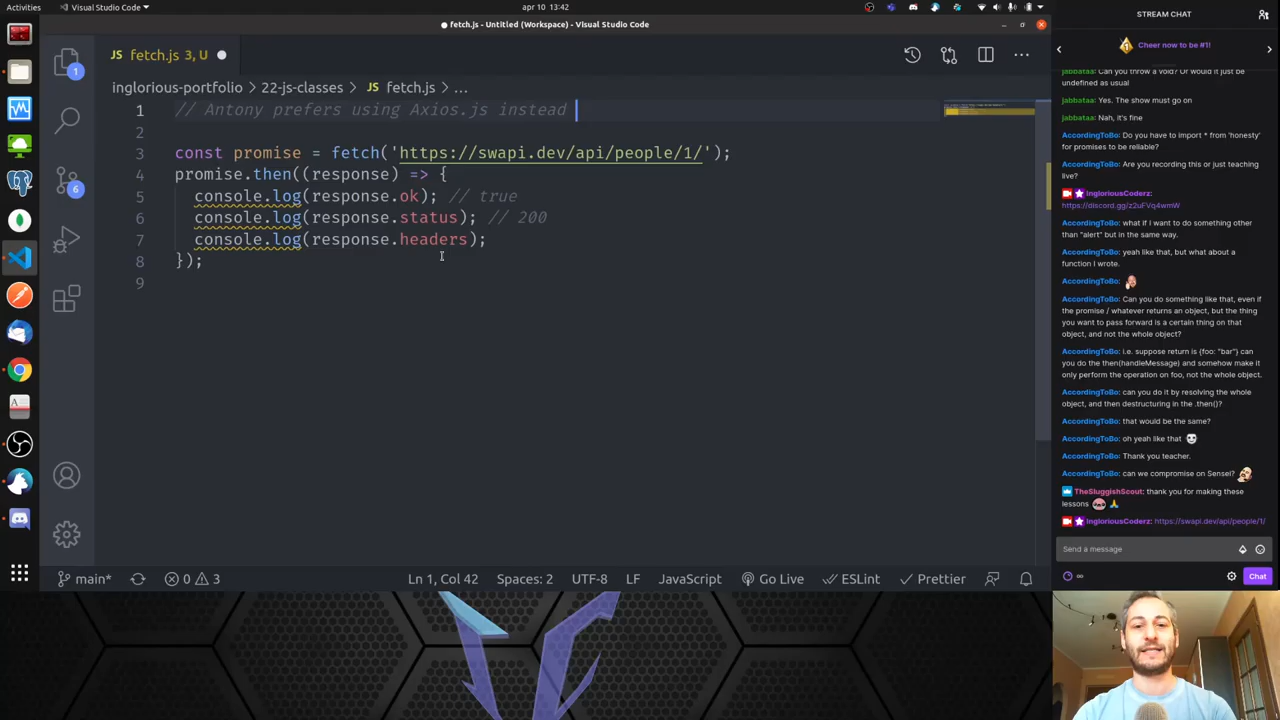 Activities
Visual Studio Code
apr 10 13:42
● fetch.js - Untitled (Workspace) - Visual Studio Code
JS fetch.js 3, U
inglorious-portfolio > 22-js-classes > JS fetch.js > ...
1 // Antony prefers using Axios.js instead
2
3 const promise = fetch('https://swapi.dev/api/people/1/');
4 promise.then((response) => {
5 console.log(response.ok); // true
6 console.log(response.status); // 200
7 console.log(response.headers);
8 });
9
1
6
main*
0 3
Ln 1, Col 42
Spaces: 2
UTF-8
LF
JavaScript
Go Live
ESLint
Prettier
STREAM CHAT
Cheer now to be #1!
jabbataa: Can you throw a void? Or would it just be
undefined as usual
jabbataa: Yes. The show must go on
jabbataa: Nah, it's fine
AccordingToBo: Do you have to import * from 'honesty'
for promises to be reliable?
AccordingToBo: Are you recording this or just teaching
live?
IngloriousCoderz:
https://discord.gg/z2uFVq4wmW
AccordingToBo: what if I want to do something other
than "alert" but in the same way.
AccordingToBo: yeah like that, but what about a
function I wrote.
AccordingToBo:
AccordingToBo: Can you do something like that, even if
the promise / whatever returns an object, but the thing
you want to pass forward is a certain thing on that
object, and not the whole object?
AccordingToBo: i.e. suppose return is {foo: "bar"} can
you do the then(handleMessage) and somehow make it
only perform the operation on foo, not the whole object.
AccordingToBo: can you do it by resolving the whole
object, and then destructuring in the .then()?
AccordingToBo: that would be the same?
AccordingToBo: oh yeah like that
AccordingToBo: Thank you teacher.
AccordingToBo: can we compromise on Sensei?
TheSluggishScout: thank you for making these
lessons
IngloriousCoderz: https://swapi.dev/api/people/1/
Send a message
∞
Chat